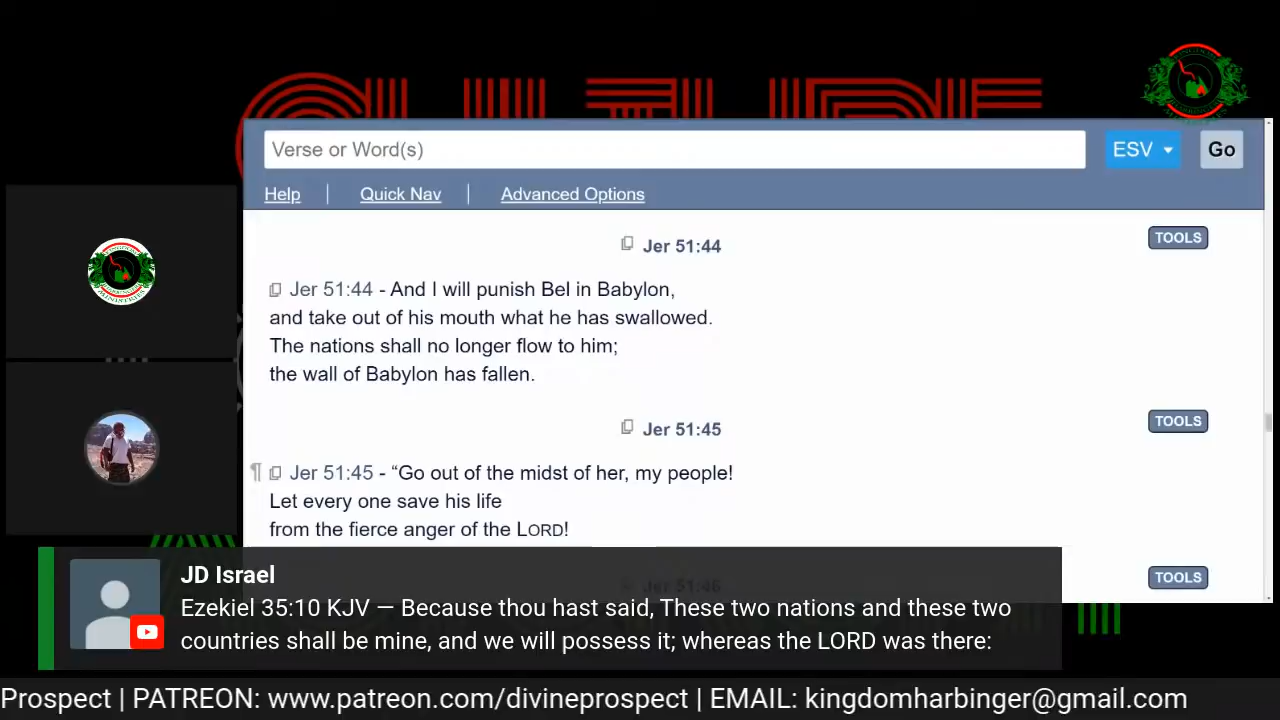 Verse or Word(s)
ESV
Go
Help | Quick Nav | Advanced Options
Jer 51:44
TOOLS
Jer 51:44 - And I will punish Bel in Babylon,
and take out of his mouth what he has swallowed.
The nations shall no longer flow to him;
the wall of Babylon has fallen.
Jer 51:45
TOOLS
¶ Jer 51:45 - “Go out of the midst of her, my people!
Let every one save his life
from the fierce anger of the LORD!
Jer 51:46
TOOLS
JD Israel
Ezekiel 35:10 KJV — Because thou hast said, These two nations and these two
countries shall be mine, and we will possess it; whereas the LORD was there:
Prospect | PATREON: www.patreon.com/divineprospect | EMAIL: kingdomharbinger@gmail.com